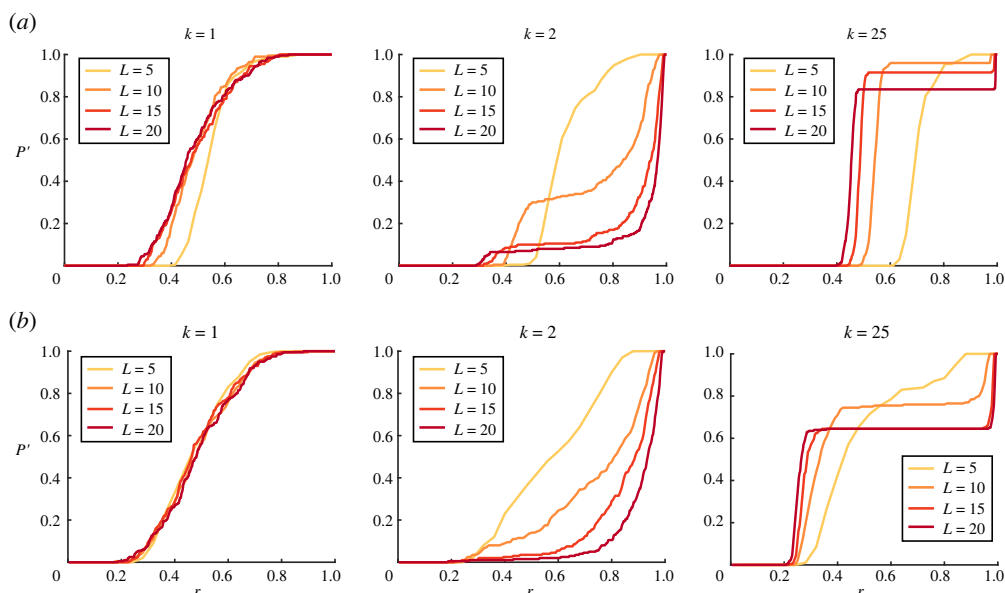 (a)
k = 1
k = 2
k = 25
1.0
0.8
0.6
0.4
0.2
0
P′
L = 5
L = 10
L = 15
L = 20
0.2 0.4 0.6 0.8 1.0
1.0
0.8
0.6
0.4
0.2
0
L = 5
L = 10
L = 15
L = 20
0.2 0.4 0.6 0.8 1.0
1.0
0.8
0.6
0.4
0.2
0
L = 5
L = 10
L = 15
L = 20
0.2 0.4 0.6 0.8 1.0
(b)
k = 1
k = 2
k = 25
1.0
0.8
0.6
0.4
0.2
0
P′
L = 5
L = 10
L = 15
L = 20
0.2 0.4 0.6 0.8 1.0
r
1.0
0.8
0.6
0.4
0.2
0
L = 5
L = 10
L = 15
L = 20
0.2 0.4 0.6 0.8 1.0
r
1.0
0.8
0.6
0.4
0.2
0
L = 5
L = 10
L = 15
L = 20
0.2 0.4 0.6 0.8 1.0
r